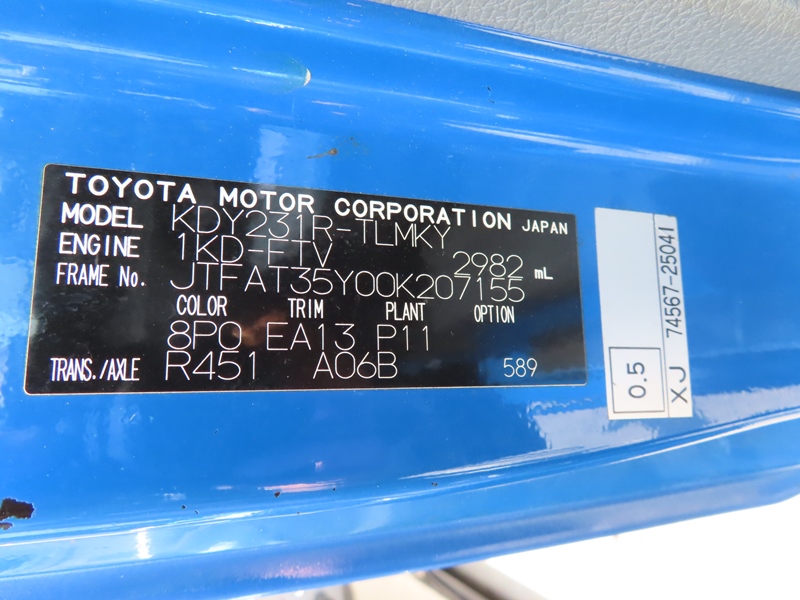 TOYOTA MOTOR CORPORATION JAPAN
MODEL KDY231R-TLMKY
ENGINE 1KD-FTV 2982 mL
FRAME No. JTFAT35Y00K207155
COLOR TRIM PLANT OPTION
8P0 EA13 P11
TRANS./AXLE R451 A06B 589
0.5
XJ 74567-25041